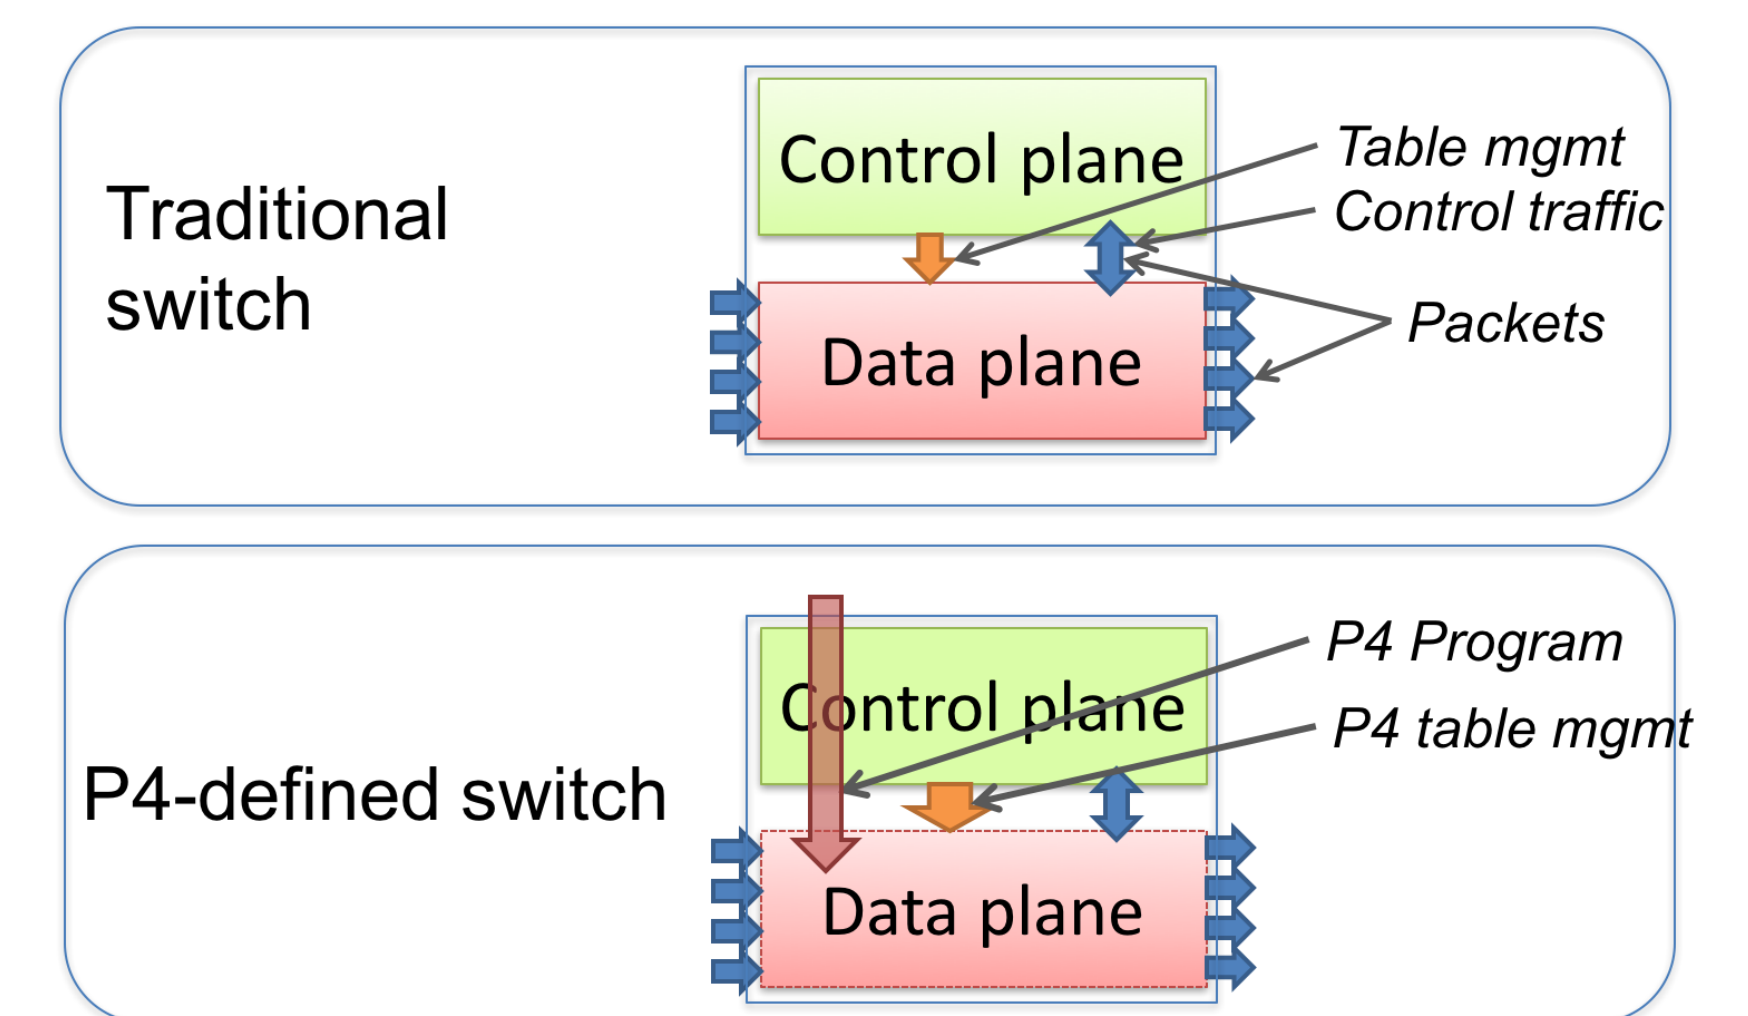 Traditional
switch
Control plane
Data plane
Table mgmt
Control traffic
Packets
P4-defined switch
Control plane
Data plane
P4 Program
P4 table mgmt